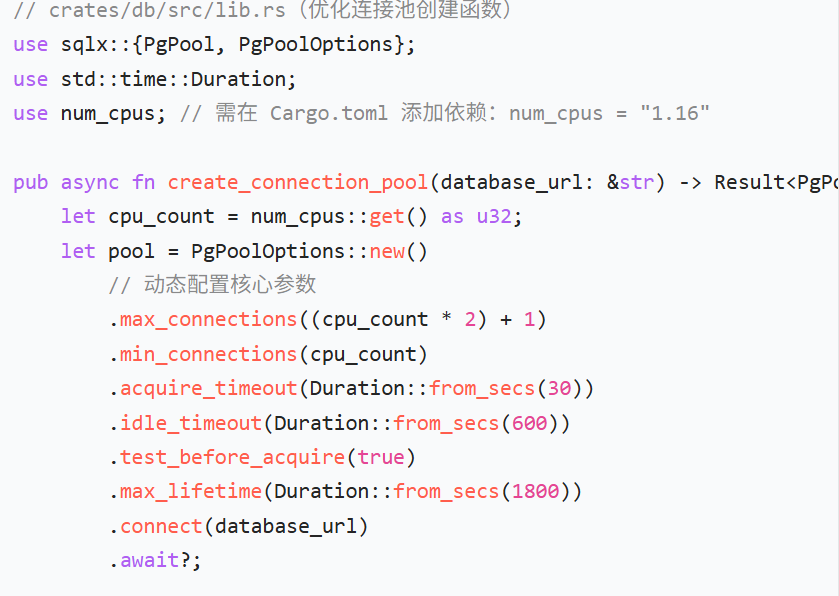 // crates/db/src/lib.rs（优化连接池创建函数）
use sqlx::{PgPool, PgPoolOptions};
use std::time::Duration;
use num_cpus; // 需在 Cargo.toml 添加依赖：num_cpus = "1.16"
pub async fn create_connection_pool(database_url: &str) -> Result<PgPo
let cpu_count = num_cpus::get() as u32;
let pool = PgPoolOptions::new()
// 动态配置核心参数
.max_connections((cpu_count * 2) + 1)
.min_connections(cpu_count)
.acquire_timeout(Duration::from_secs(30))
.idle_timeout(Duration::from_secs(600))
.test_before_acquire(true)
.max_lifetime(Duration::from_secs(1800))
.connect(database_url)
.await?;